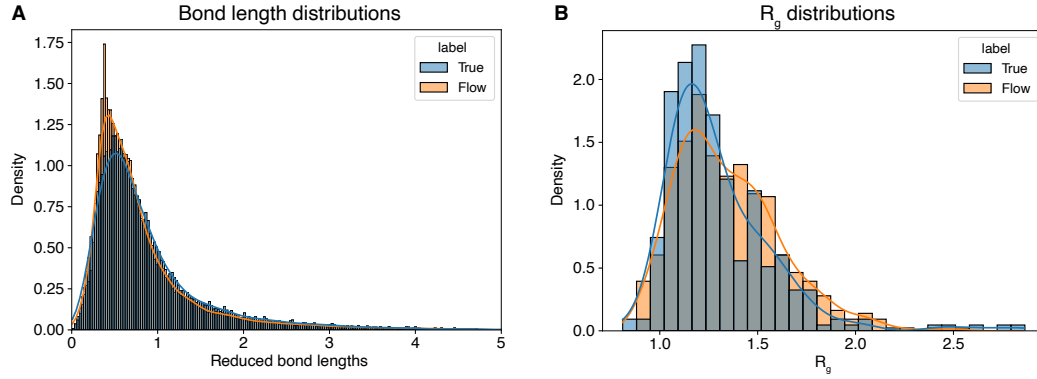 A
Bond length distributions
Density
1.75
1.50
1.25
1.00
0.75
0.50
0.25
0.00
0
1
2
3
4
5
Reduced bond lengths
label
True
Flow
B
Rg distributions
Density
2.0
1.5
1.0
0.5
0.0
1.0
1.5
2.0
2.5
Rg
label
True
Flow